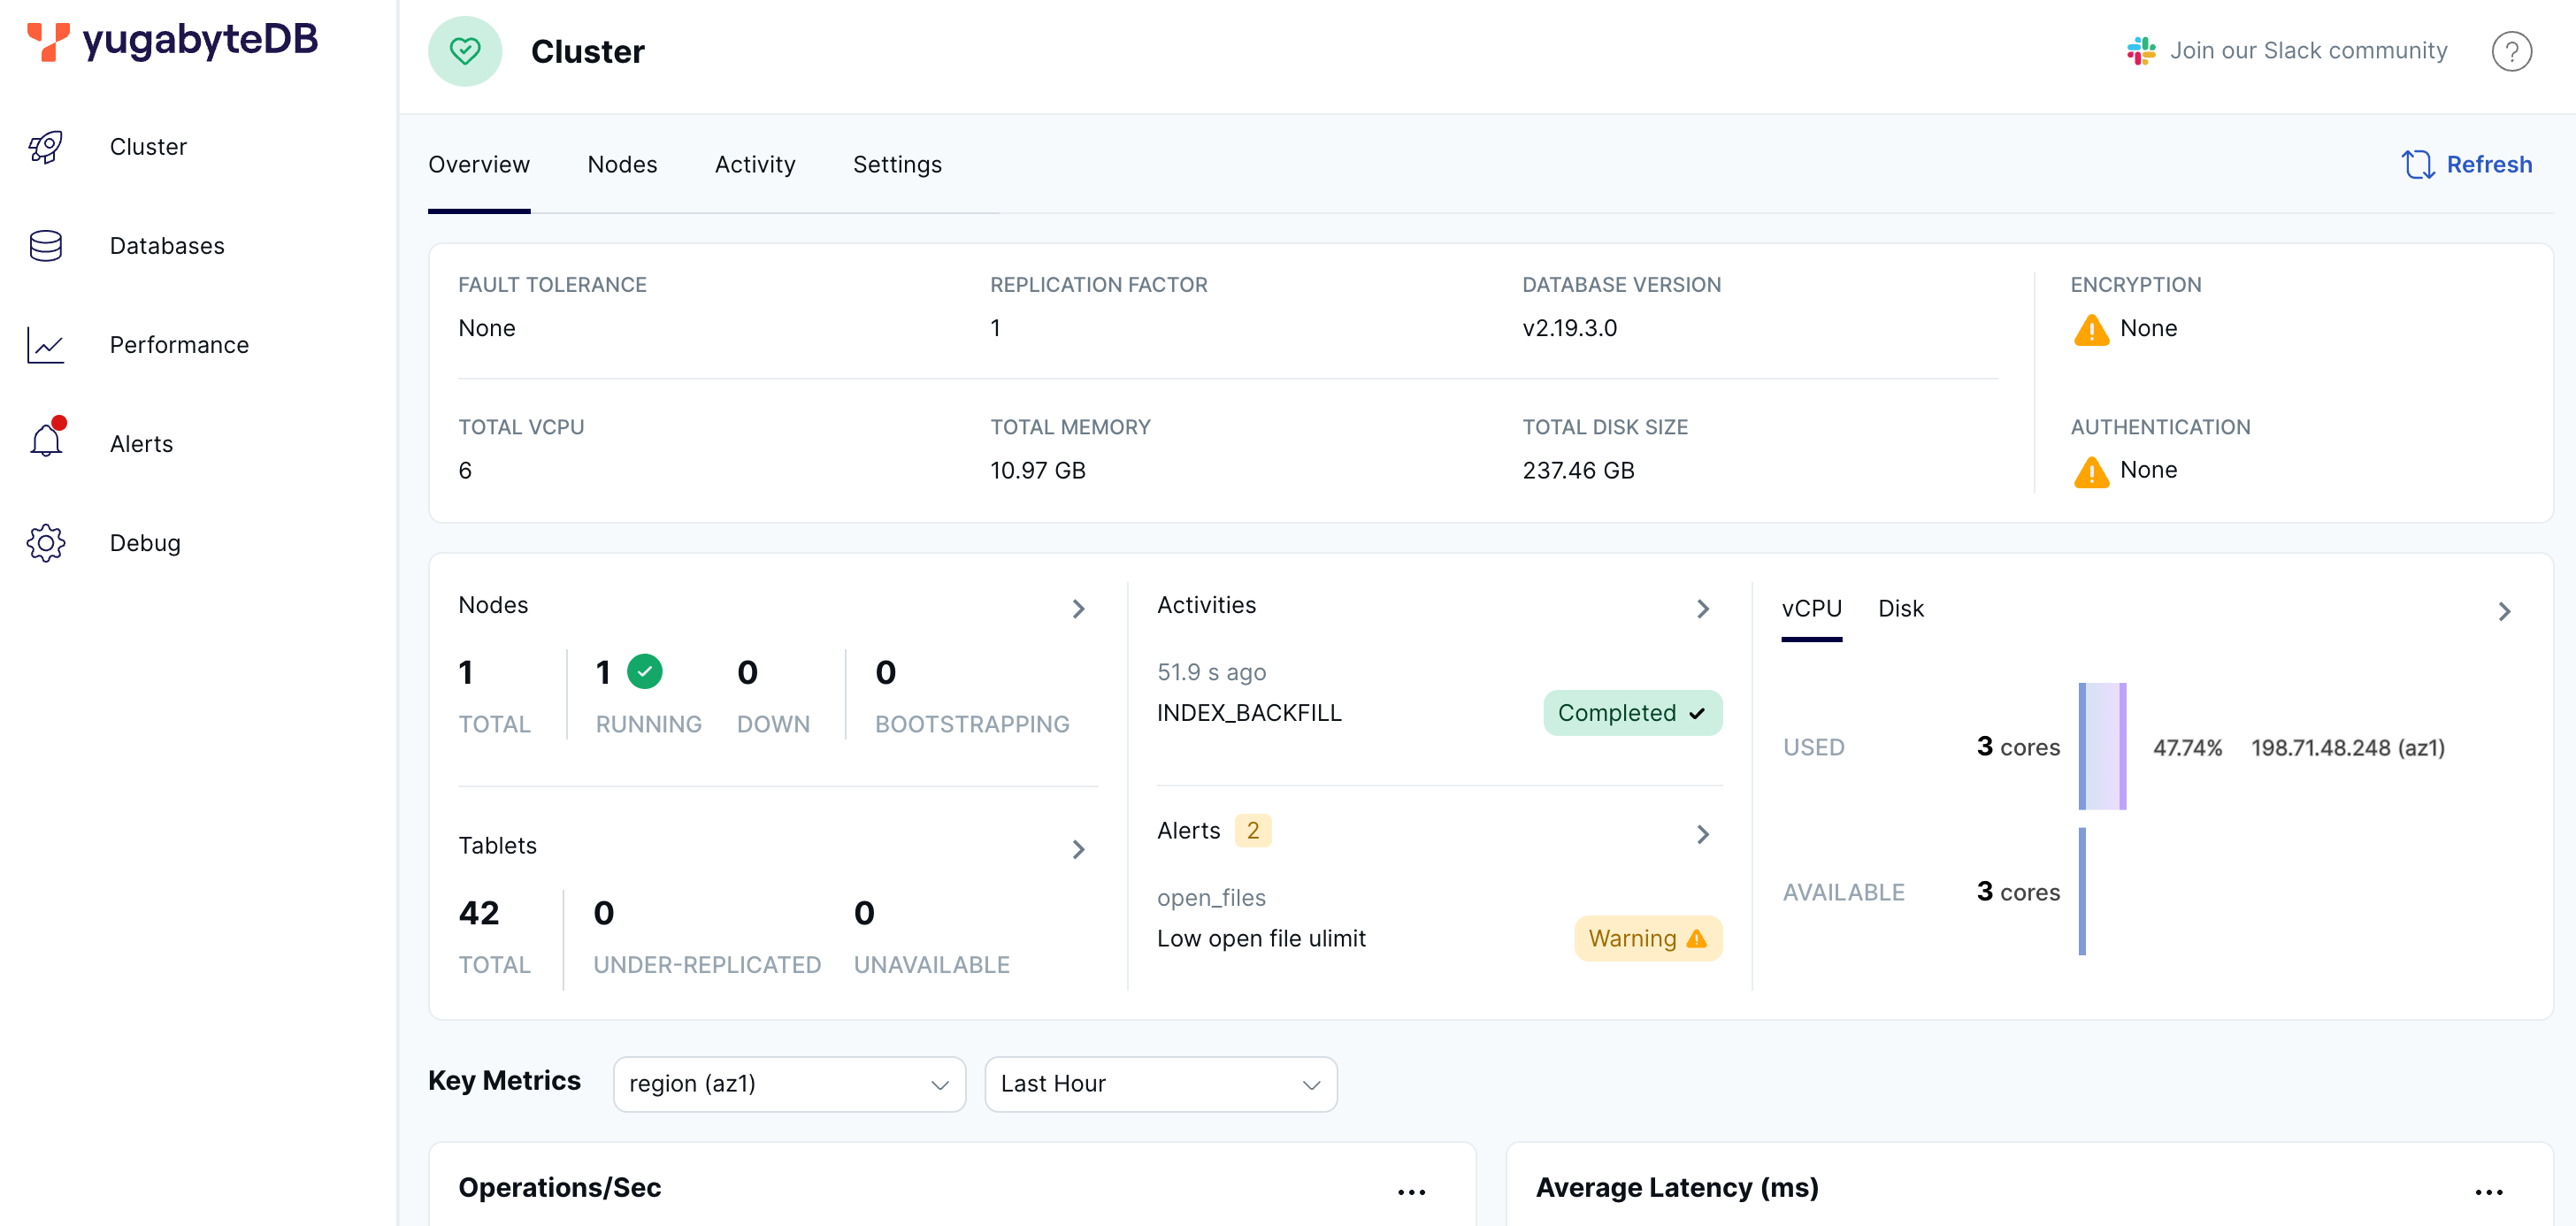 yugabyteDB
Cluster
Databases
Performance
Alerts
Debug
Cluster
Join our Slack community
?
Overview Nodes Activity Settings
Refresh
FAULT TOLERANCE
None
REPLICATION FACTOR
1
DATABASE VERSION
v2.19.3.0
ENCRYPTION
None
TOTAL VCPU
6
TOTAL MEMORY
10.97 GB
TOTAL DISK SIZE
237.46 GB
AUTHENTICATION
None
Nodes
1 1 0 0
TOTAL RUNNING DOWN BOOTSTRAPPING
Tablets
42 0 0
TOTAL UNDER-REPLICATED UNAVAILABLE
Activities
51.9 s ago
INDEX_BACKFILL Completed
Alerts 2
open_files
Low open file ulimit Warning
vCPU Disk
USED 3 cores 47.74% 198.71.48.248 (az1)
AVAILABLE 3 cores
Key Metrics region (az1) Last Hour
Operations/Sec
Average Latency (ms)